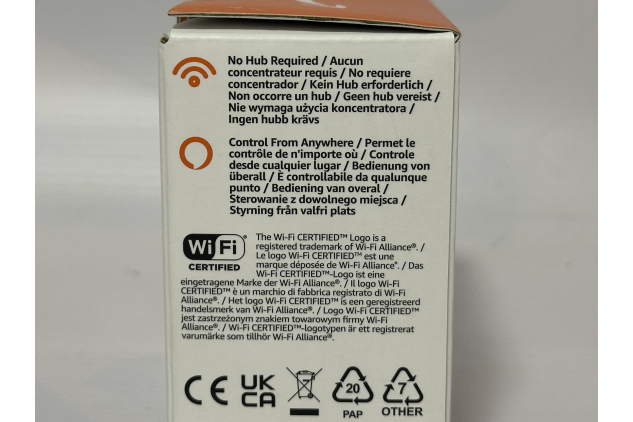 No Hub Required / Aucun
concentrateur requis / No requiere
concentrador / Kein Hub erforderlich /
Non occorre un hub / Geen hub vereist /
Nie wymaga użycia koncentratora /
Ingen hubb krävs
Control From Anywhere / Permet le
contrôle de n'importe où / Controle
desde cualquier lugar / Bedienung von
überall / È controllabile da qualunque
punto / Bediening van overal /
Sterowanie z dowolnego miejsca /
Styrning från valfri plats
Wi Fi®
CERTIFIED
The Wi-Fi CERTIFIED™ Logo is a
registered trademark of Wi-Fi Alliance®. /
Le logo Wi-Fi CERTIFIED™ est une
marque déposée de Wi-Fi Alliance®. / Das
Wi-Fi CERTIFIED™-Logo ist eine
eingetragene Marke der Wi-Fi Alliance®. / Il logo Wi-Fi
CERTIFIED™ è un marchio di fabbrica registrato di Wi-Fi
Alliance®. / Het logo Wi-Fi CERTIFIED™ is een geregistreerd
handelsmerk van Wi-Fi Alliance®. / Logo Wi-Fi CERTIFIED™
jest zastrzeżonym znakiem towarowym firmy Wi-Fi
Alliance®. / Wi-Fi CERTIFIED™-logotypen är ett registrerat
varumärke som tillhör Wi-Fi Alliance®.
CE UK CA 20 7
PAP OTHER